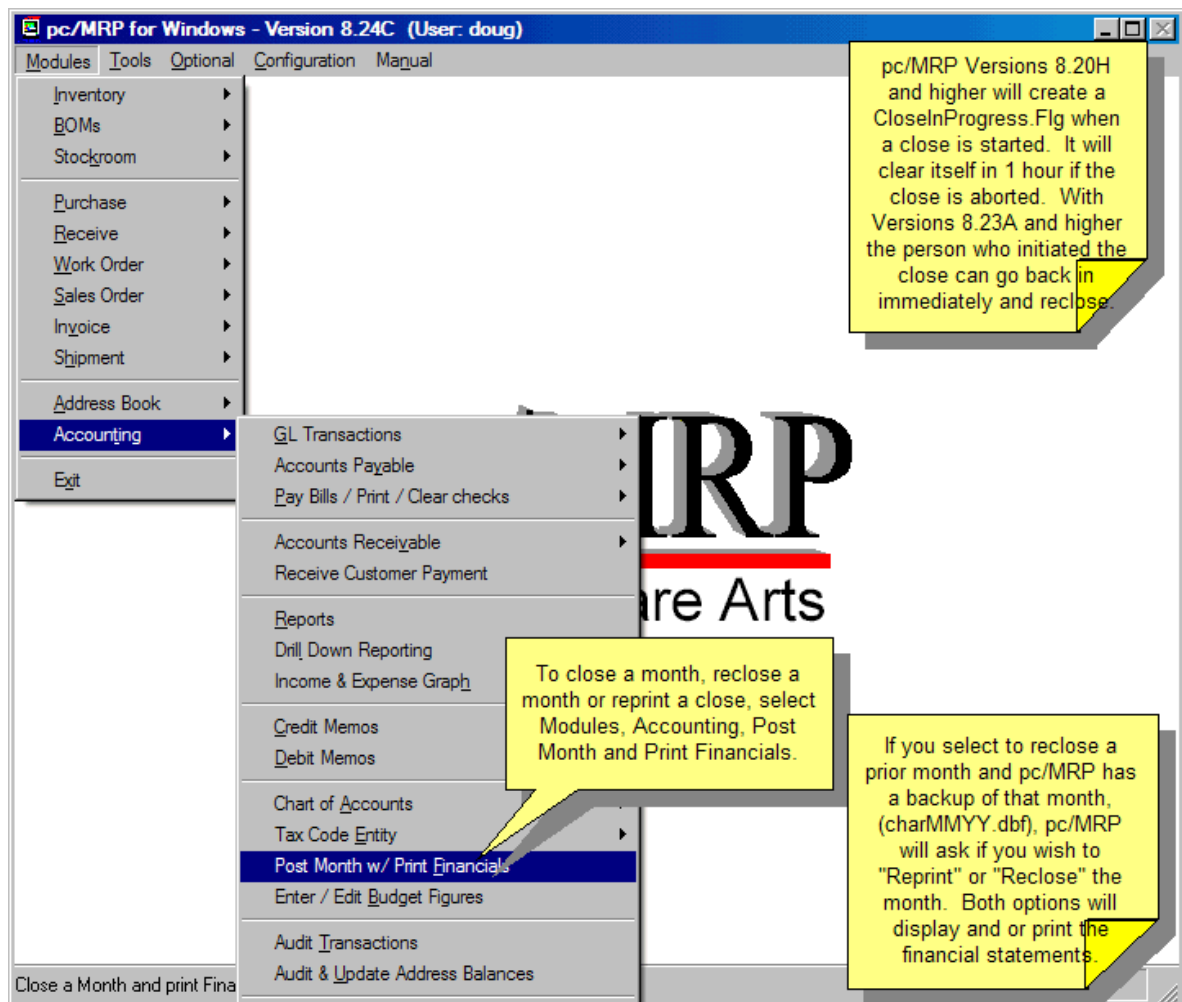 pc/MRP for Windows - Version 8.24C (User: doug)
Modules Tools Optional Configuration Manual
Inventory
BOMs
Stockroom
Purchase
Receive
Work Order
Sales Order
Invoice
Shipment
Address Book
Accounting
Exit
GL Transactions
Accounts Payable
Pay Bills / Print / Clear checks
Accounts Receivable
Receive Customer Payment
Reports
Drill Down Reporting
Income & Expense Graph
Credit Memos
Debit Memos
Chart of Accounts
Tax Code Entity
Post Month w/ Print Financials
Enter / Edit Budget Figures
Audit Transactions
Audit & Update Address Balances
pc/MRP Versions 8.20H
and higher will create a
CloseInProgress.Flg when
a close is started. It will
clear itself in 1 hour if the
close is aborted. With
Versions 8.23A and higher
the person who initiated the
close can go back in
immediately and reclose.
MRP
are Arts
To close a month, reclose a
month or reprint a close, select
Modules, Accounting, Post
Month and Print Financials.
If you select to reclose a
prior month and pc/MRP has
a backup of that month,
(charMMYY.dbf), pc/MRP
will ask if you wish to
"Reprint" or "Reclose" the
month. Both options will
display and or print the
financial statements.
Close a Month and print Fina